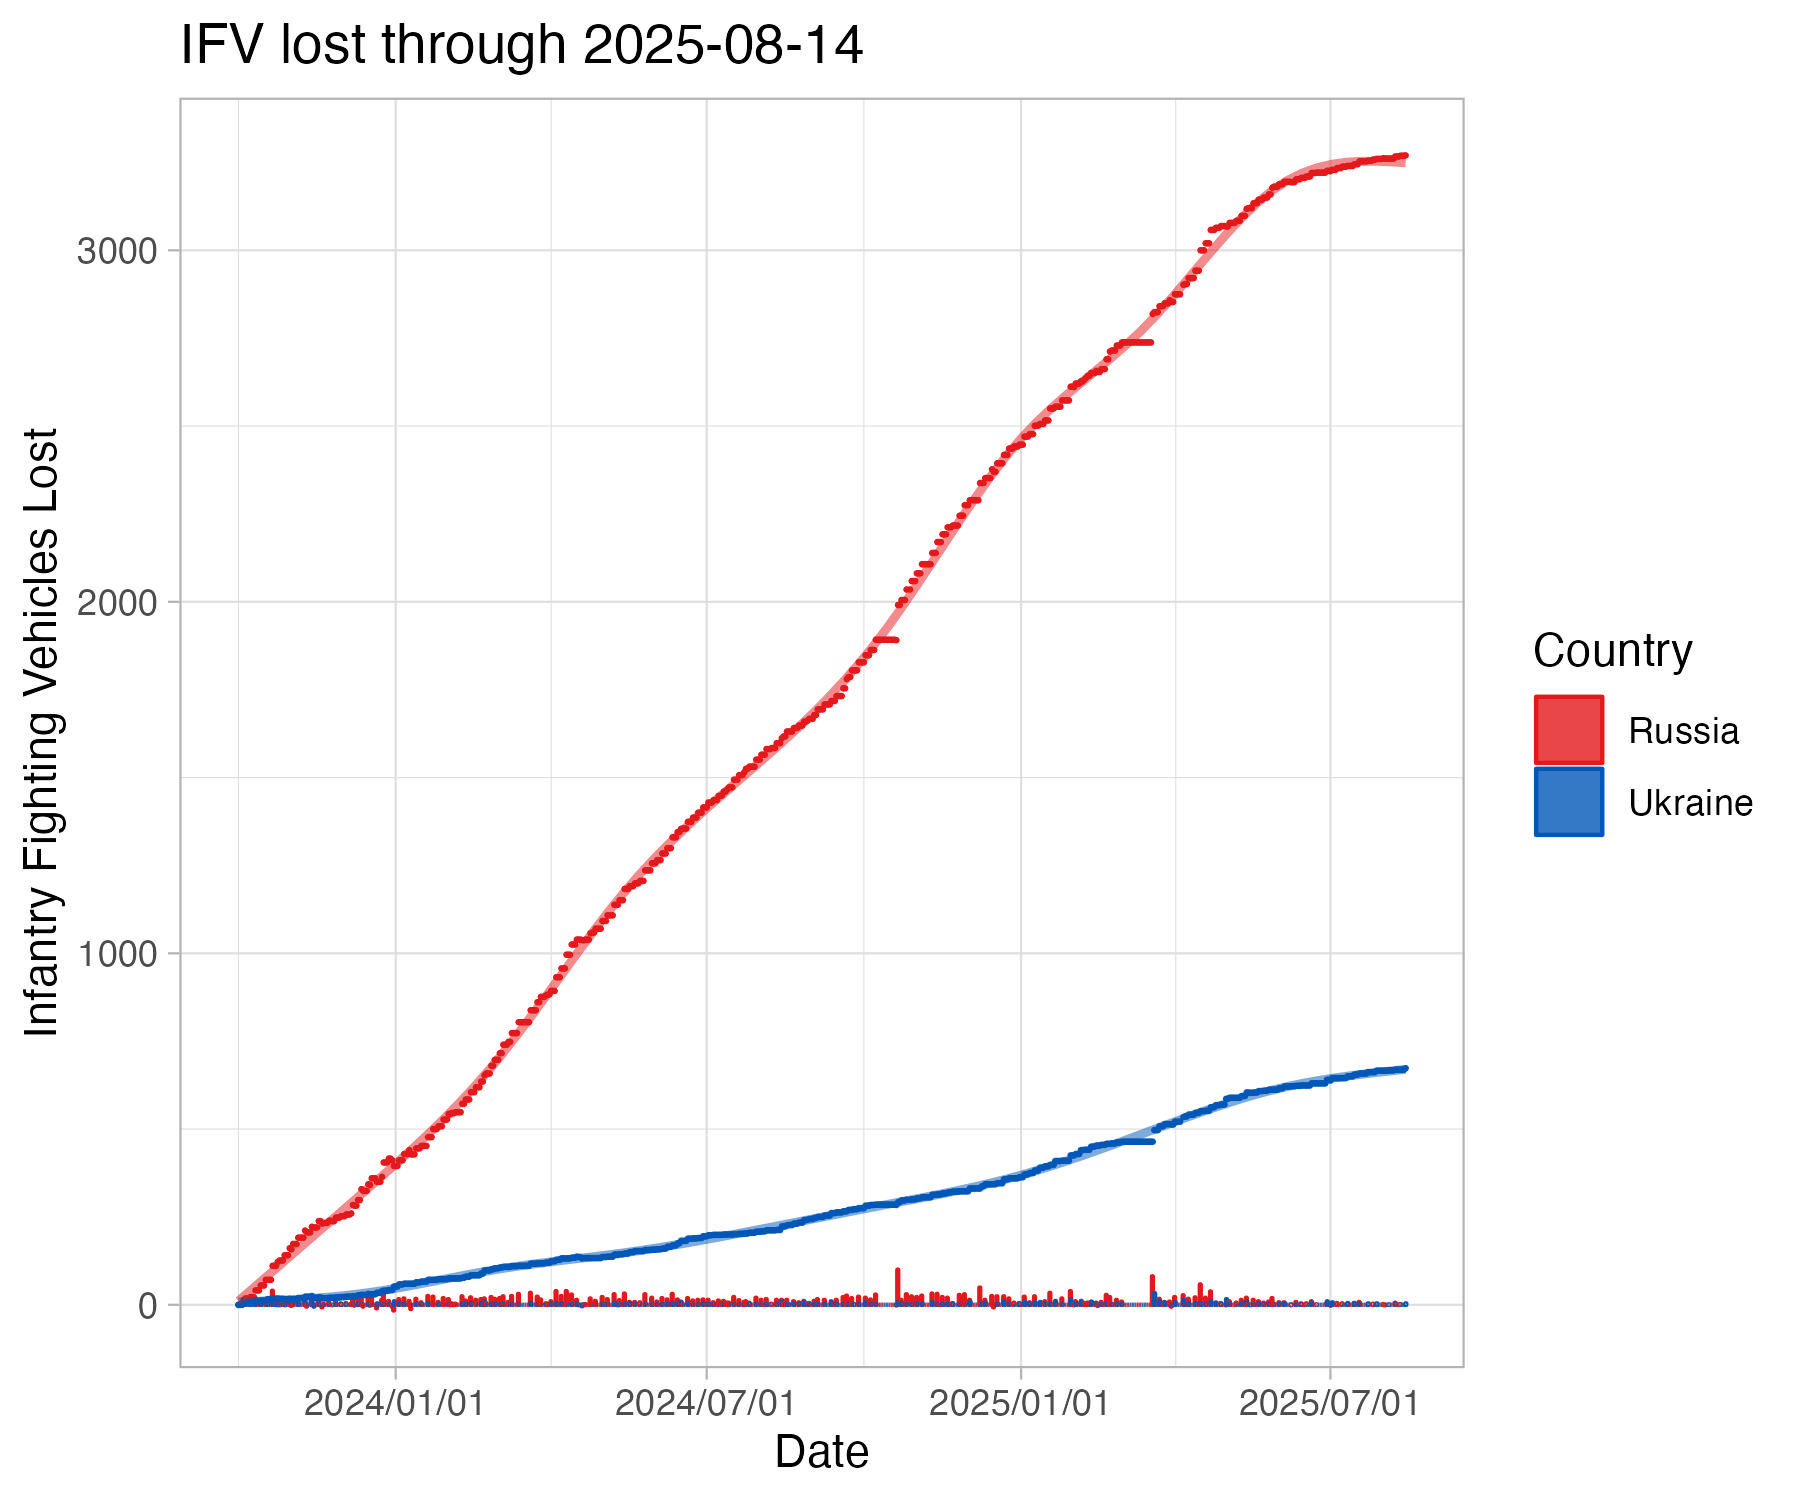 IFV lost through 2025-08-14
Infantry Fighting Vehicles Lost
3000
2000
1000
0
2024/01/01
2024/07/01
2025/01/01
2025/07/01
Date
Country
Russia
Ukraine